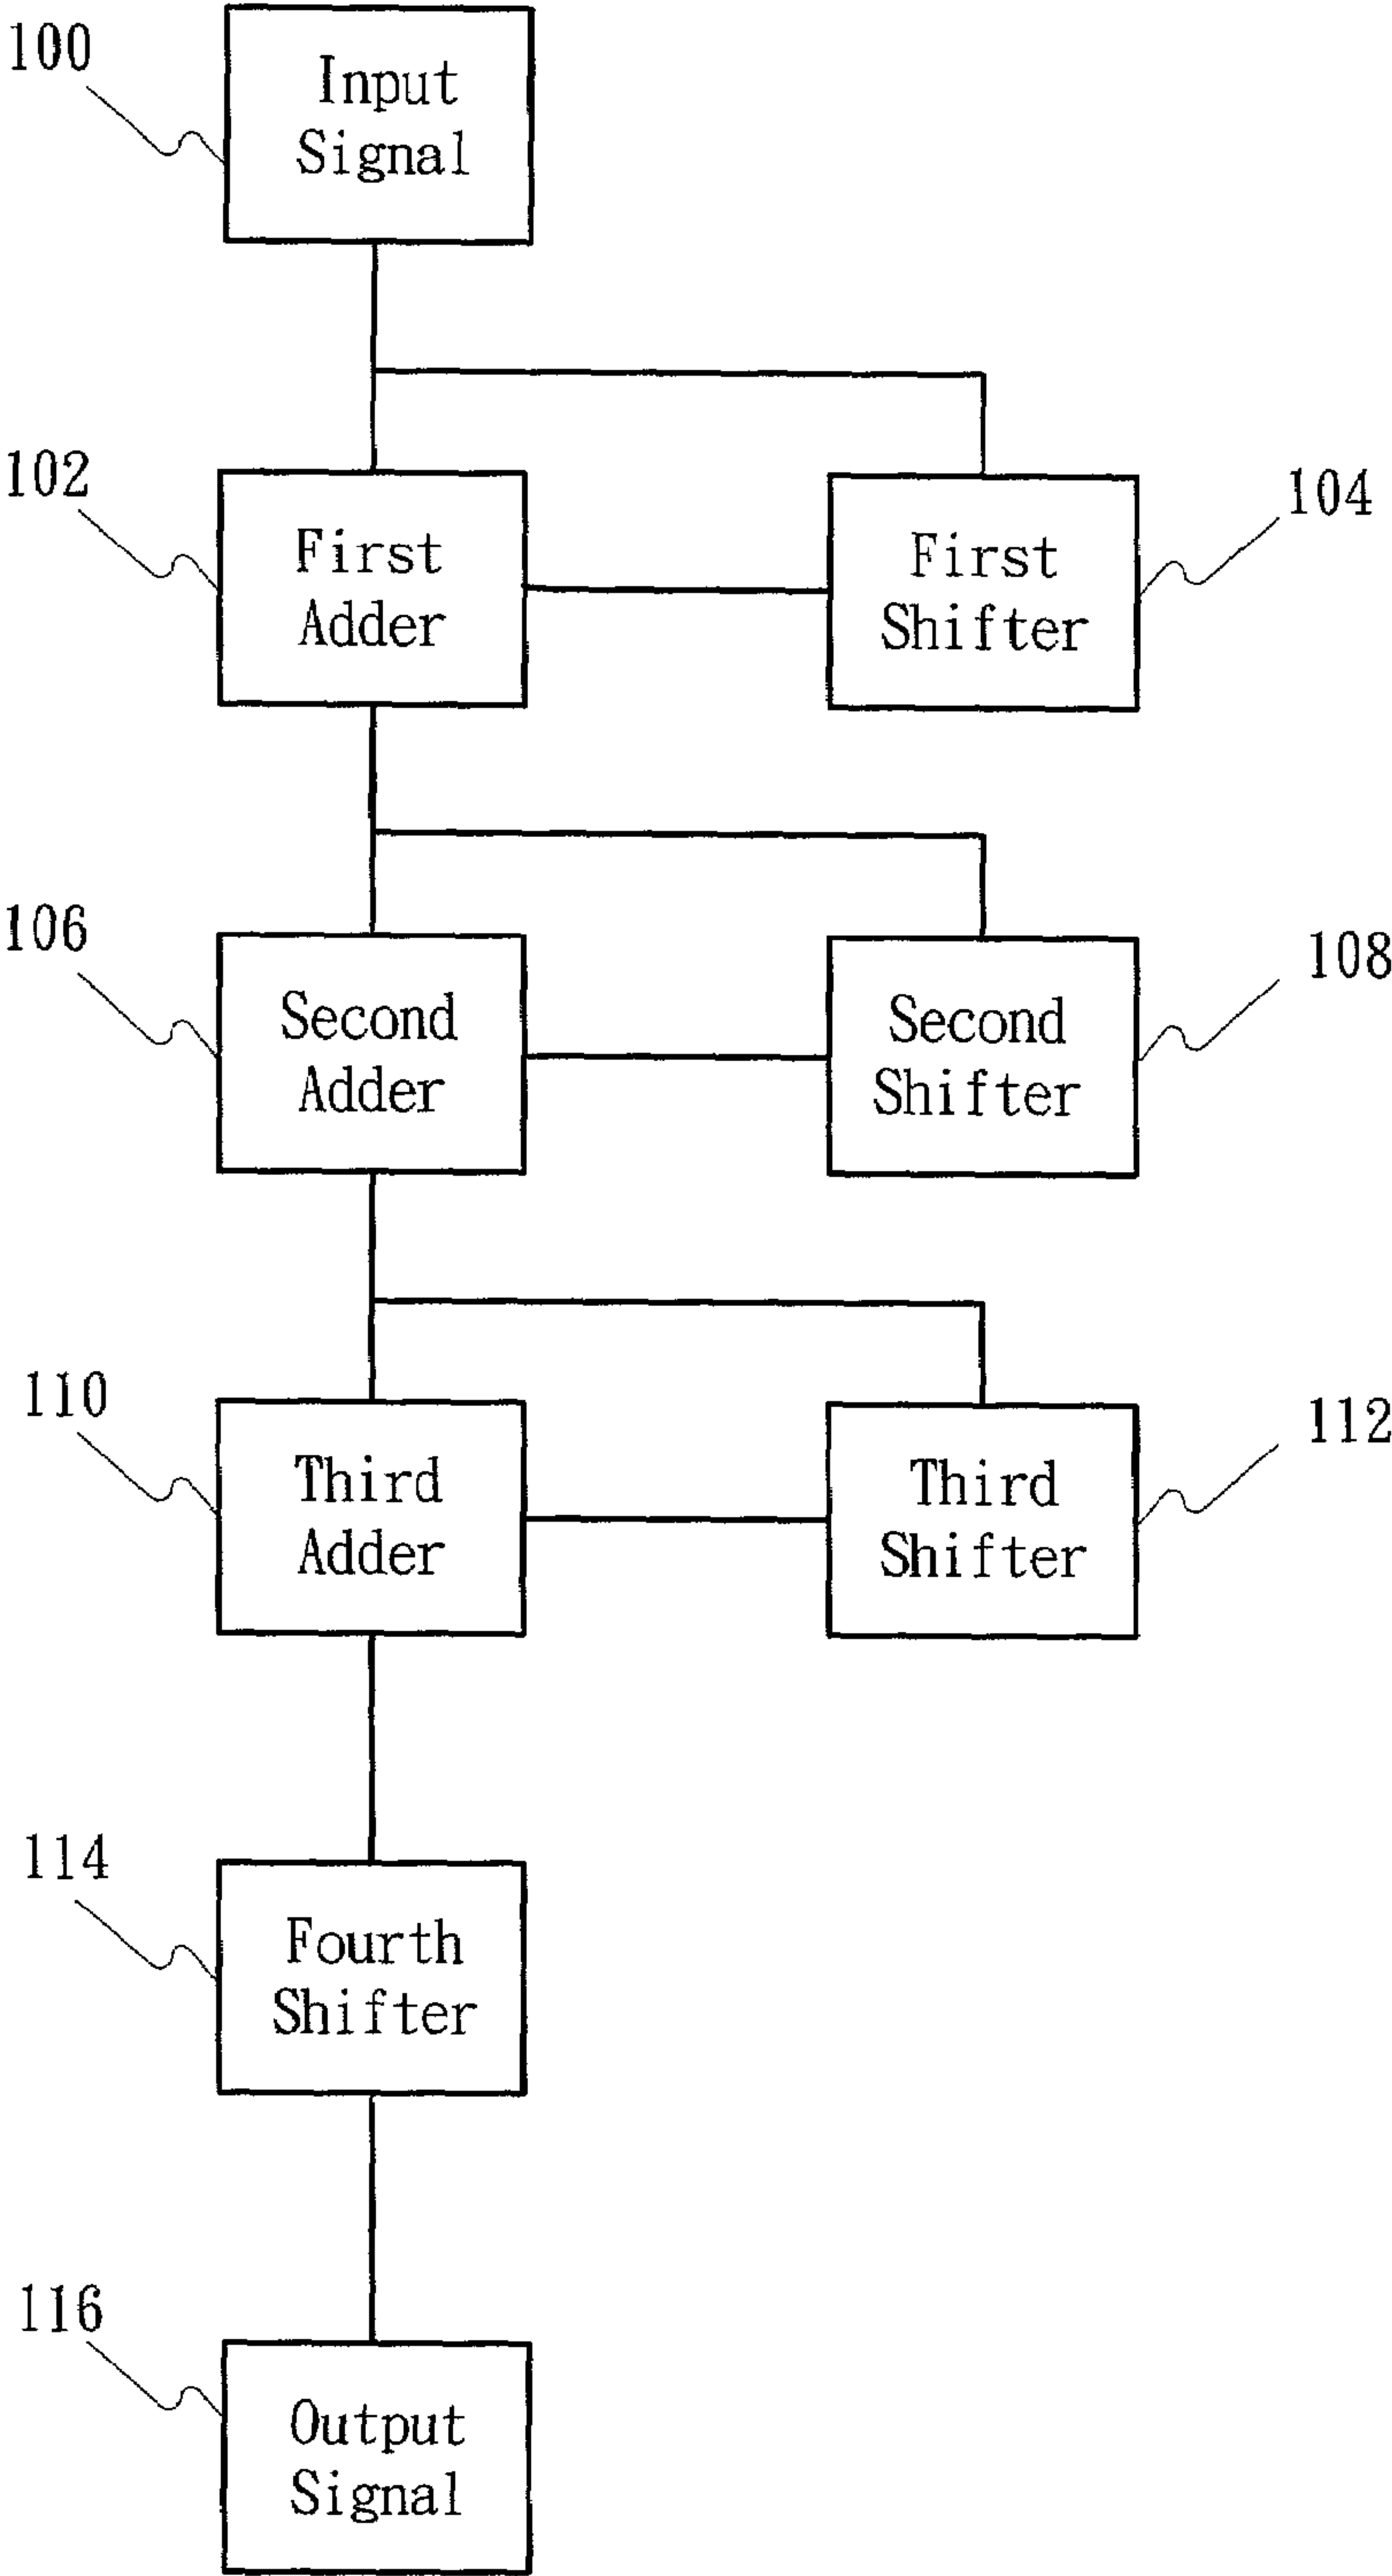 100
Input
Signal
102
First
Adder
First
Shifter
104
106
Second
Adder
Second
Shifter
108
110
Third
Adder
Third
Shifter
112
114
Fourth
Shifter
116
Output
Signal